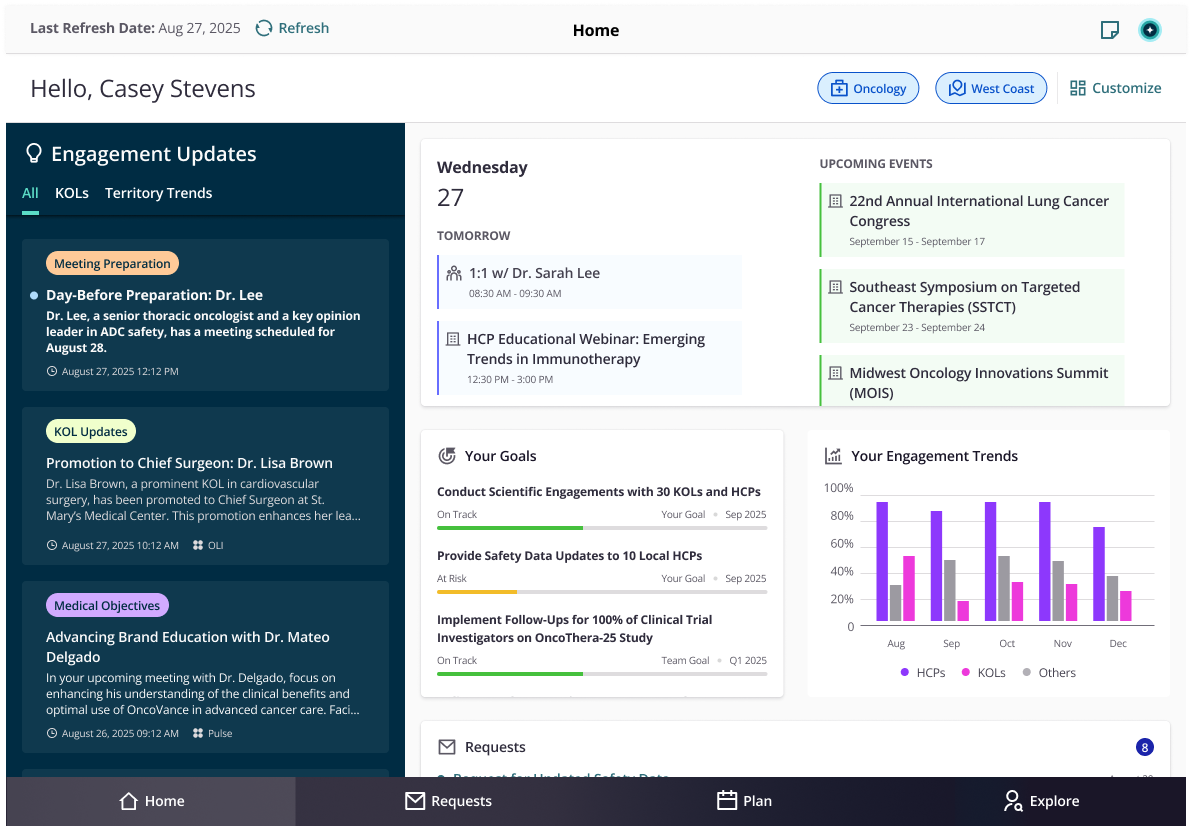 Last Refresh Date: Aug 27, 2025 Refresh
Home
Hello, Casey Stevens
Oncology
West Coast
Customize
Engagement Updates
All KOLs Territory Trends
Meeting Preparation
Day-Before Preparation: Dr. Lee
Dr. Lee, a senior thoracic oncologist and a key opinion
leader in ADC safety, has a meeting scheduled for
August 28.
August 27, 2025 12:12 PM
KOL Updates
Promotion to Chief Surgeon: Dr. Lisa Brown
Dr. Lisa Brown, a prominent KOL in cardiovascular
surgery, has been promoted to Chief Surgeon at St.
Mary's Medical Center. This promotion enhances her lea...
August 27, 2025 10:12 AM OLI
Medical Objectives
Advancing Brand Education with Dr. Mateo
Delgado
In your upcoming meeting with Dr. Delgado, focus on
enhancing his understanding of the clinical benefits and
optimal use of OncoVance in advanced cancer care. Faci...
August 26, 2025 09:12 AM Pulse
Wednesday
27
TOMORROW
1:1 w/ Dr. Sarah Lee
08:30 AM - 09:30 AM
HCP Educational Webinar: Emerging
Trends in Immunotherapy
12:30 PM - 3:00 PM
UPCOMING EVENTS
22nd Annual International Lung Cancer
Congress
September 15 - September 17
Southeast Symposium on Targeted
Cancer Therapies (SSTCT)
September 23 - September 24
Midwest Oncology Innovations Summit
(MOIS)
Your Goals
Conduct Scientific Engagements with 30 KOLs and HCPs
On Track Your Goal Sep 2025
Provide Safety Data Updates to 10 Local HCPs
At Risk Your Goal Sep 2025
Implement Follow-Ups for 100% of Clinical Trial
Investigators on OncoThera-25 Study
On Track Team Goal Q1 2025
Your Engagement Trends
100%
80%
60%
40%
20%
0
Aug Sep Oct Nov Dec
HCPs KOLs Others
Requests
8
Request for Updated Safety Data
Home
Requests
Plan
Explore